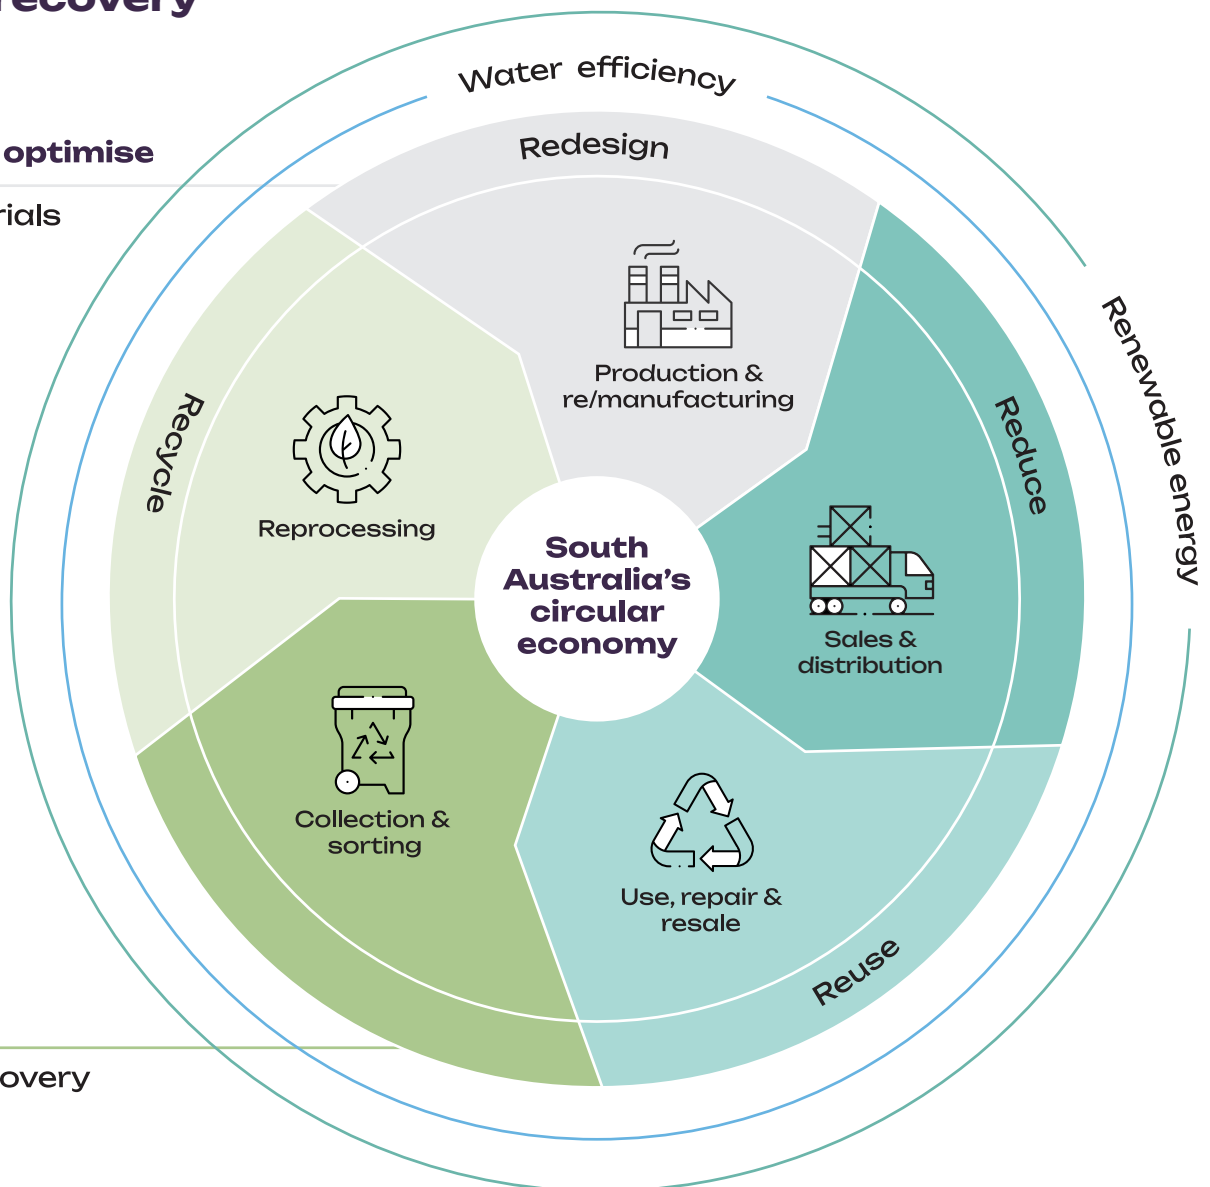 recovery
Water efficiency
optimise
Redesign
rials
Renewable energy
Production &
re/manufacturing
Recycle
Reduce
Reprocessing
South
Australia’s
circular
economy
Sales &
distribution
Collection &
sorting
Use, repair &
resale
Reuse
overy